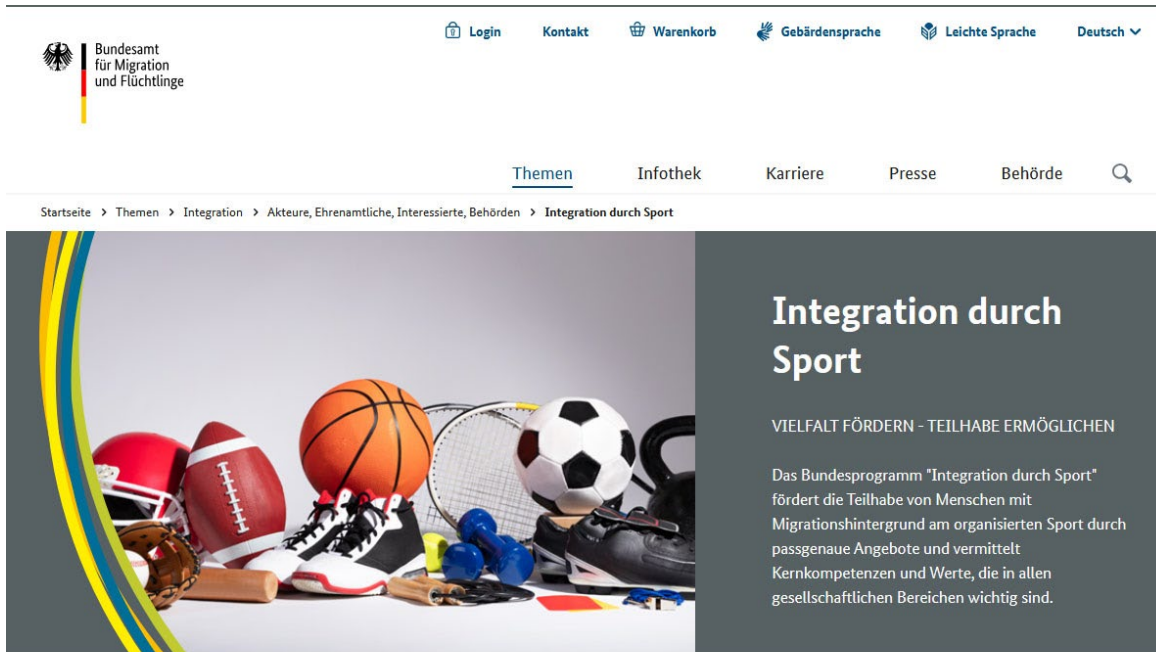 Login Kontakt Warenkorb Gebärdensprache Leichte Sprache Deutsch
Bundesamt
für Migration
und Flüchtlinge
Themen Infothek Karriere Presse Behörde
Startseite > Themen > Integration > Akteure, Ehrenamtliche, Interessierte, Behörden > Integration durch Sport
Integration durch
Sport
VIELFALT FÖRDERN - TEILHABE ERMÖGLICHEN
Das Bundesprogramm "Integration durch Sport"
fördert die Teilhabe von Menschen mit
Migrationshintergrund am organisierten Sport durch
passgenaue Angebote und vermittelt
Kernkompetenzen und Werte, die in allen
gesellschaftlichen Bereichen wichtig sind.